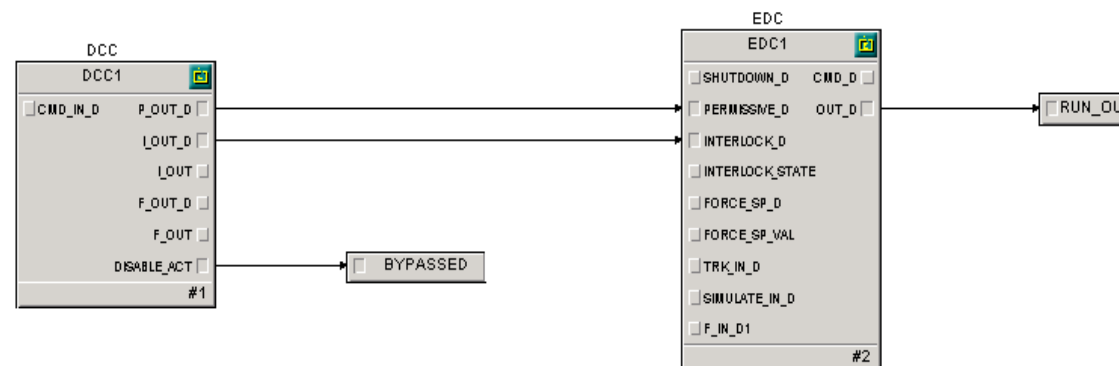 DCC
DCC1
CMD_IN_D
P_OUT_D
I_OUT_D
I_OUT
F_OUT_D
F_OUT
DISABLE_ACT
#1
BYPASSED
EDC
EDC1
SHUTDOWN_D
CMD_D
PERMISSIVE_D
OUT_D
INTERLOCK_D
INTERLOCK_STATE
FORCE_SP_D
FORCE_SP_VAL
TRK_IN_D
SIMULATE_IN_D
F_IN_D1
#2
RUN_OU